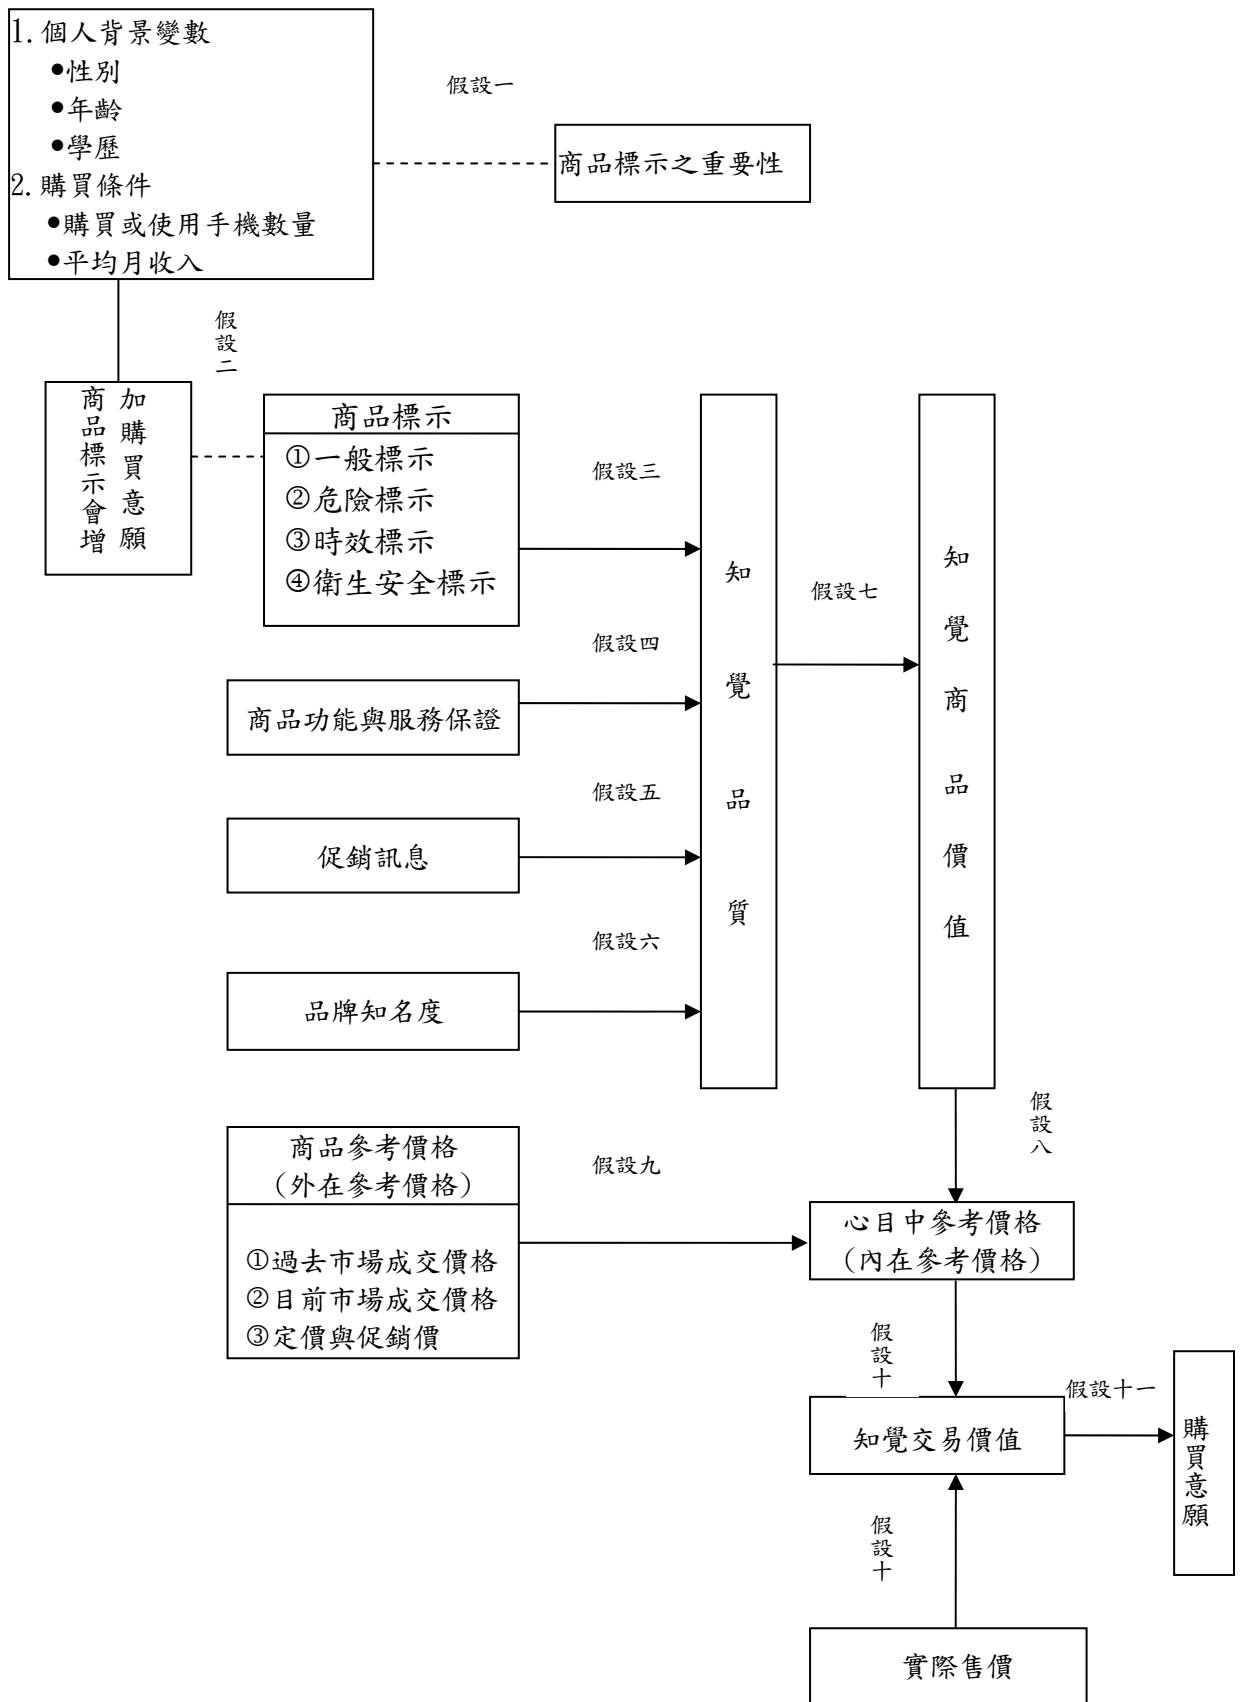 1. 個人背景變數
●性別
●年齡
●學歷
2. 購買條件
●購買或使用手機數量
●平均月收入
假設一
商品標示之重要性
假設二
商品標示會增
加購買意願
商品標示
①一般標示
②危險標示
③時效標示
④衛生安全標示
假設三
假設四
商品功能與服務保證
假設五
促銷訊息
假設六
品牌知名度
知覺品質
假設七
知覺商品價值
假設八
商品參考價格
（外在參考價格）
①過去市場成交價格
②目前市場成交價格
③定價與促銷價
假設九
心目中參考價格
（內在參考價格）
假設十
知覺交易價值
假設十一
購買意願
假設十
實際售價